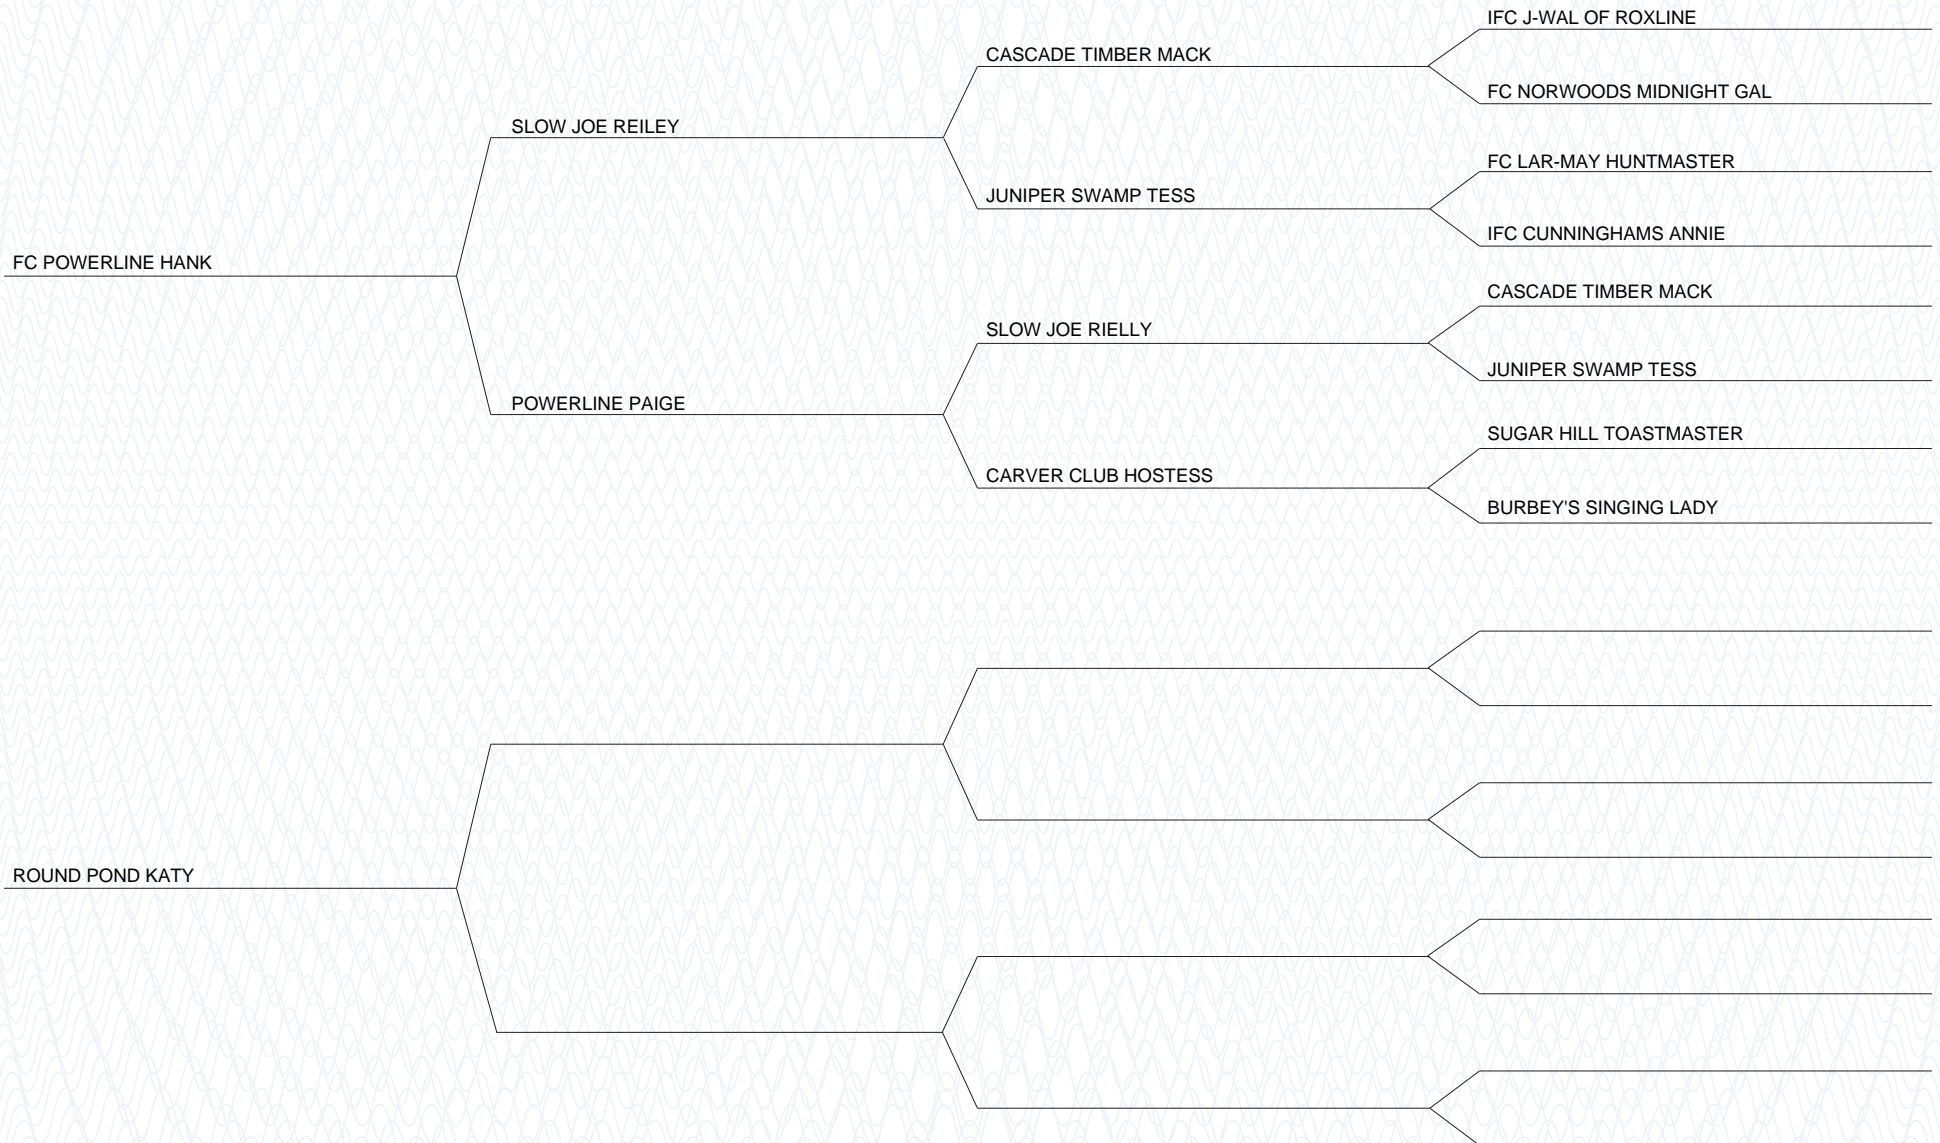 IFC J-WAL OF ROXLINE
CASCADE TIMBER MACK
FC NORWOODS MIDNIGHT GAL
SLOW JOE REILEY
FC LAR-MAY HUNTMASTER
JUNIPER SWAMP TESS
IFC CUNNINGHAMS ANNIE
FC POWERLINE HANK
CASCADE TIMBER MACK
SLOW JOE RIELLY
JUNIPER SWAMP TESS
POWERLINE PAIGE
SUGAR HILL TOASTMASTER
CARVER CLUB HOSTESS
BURBEY'S SINGING LADY
ROUND POND KATY